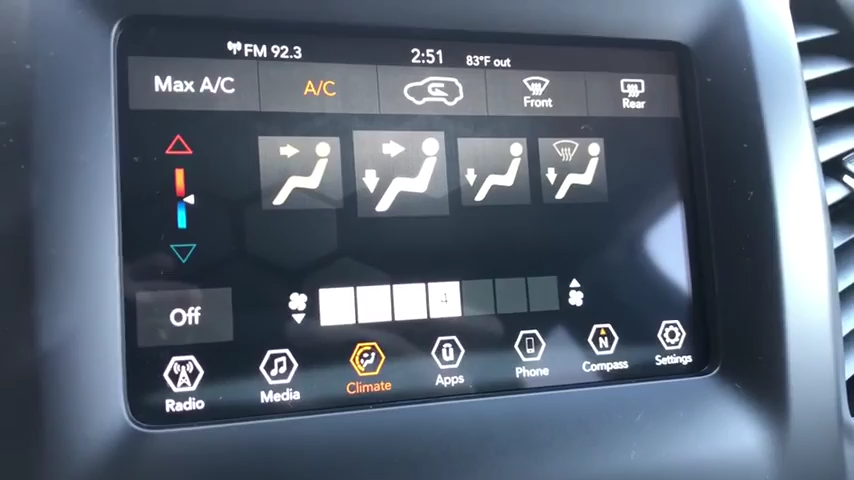 FM 92.3 2:51 83°F out
Max A/C A/C Front Rear
4
Off
Radio Media Climate Apps Phone Compass Settings
ū N